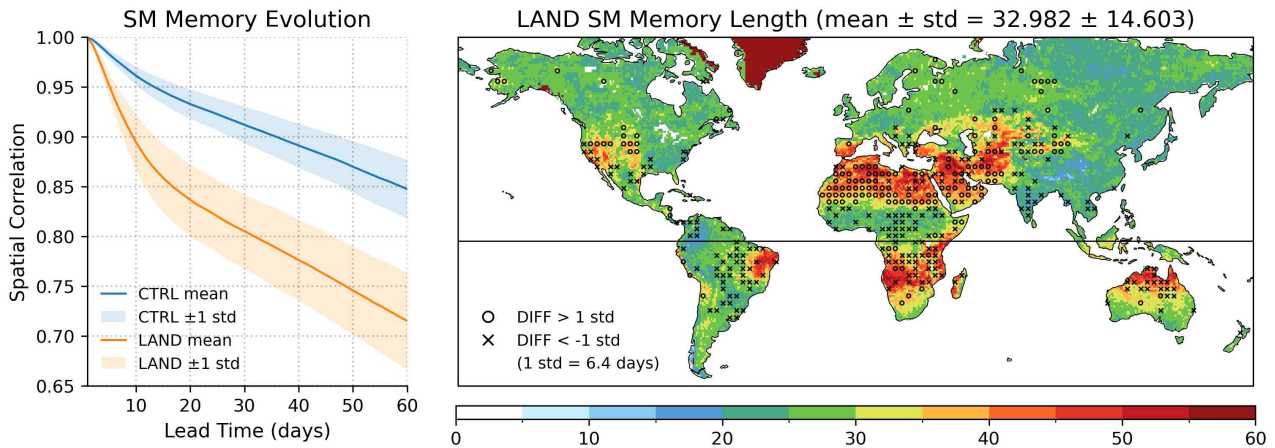 SM Memory Evolution
1.00
0.95
0.90
0.85
0.80
0.75
0.70
0.65
Spatial Correlation
CTRL mean
CTRL ±1 std
LAND mean
LAND ±1 std
10 20 30 40 50 60
Lead Time (days)
LAND SM Memory Length (mean ± std = 32.982 ± 14.603)
DIFF > 1 std
DIFF < -1 std
(1 std = 6.4 days)
0 10 20 30 40 50 60